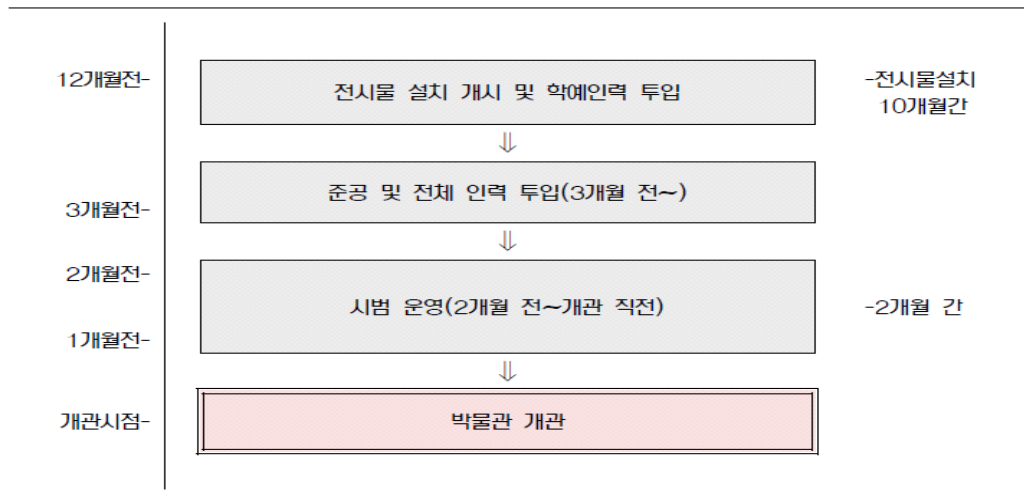 12개월전-
전시물 설치 개시 및 학예인력 투입
-전시물설치
10개월간
⇓
준공 및 전체 인력 투입(3개월 전~)
3개월전-
⇓
2개월전-
시범 운영(2개월 전~개관 직전)
-2개월 간
1개월전-
⇓
개관시점-
박물관 개관